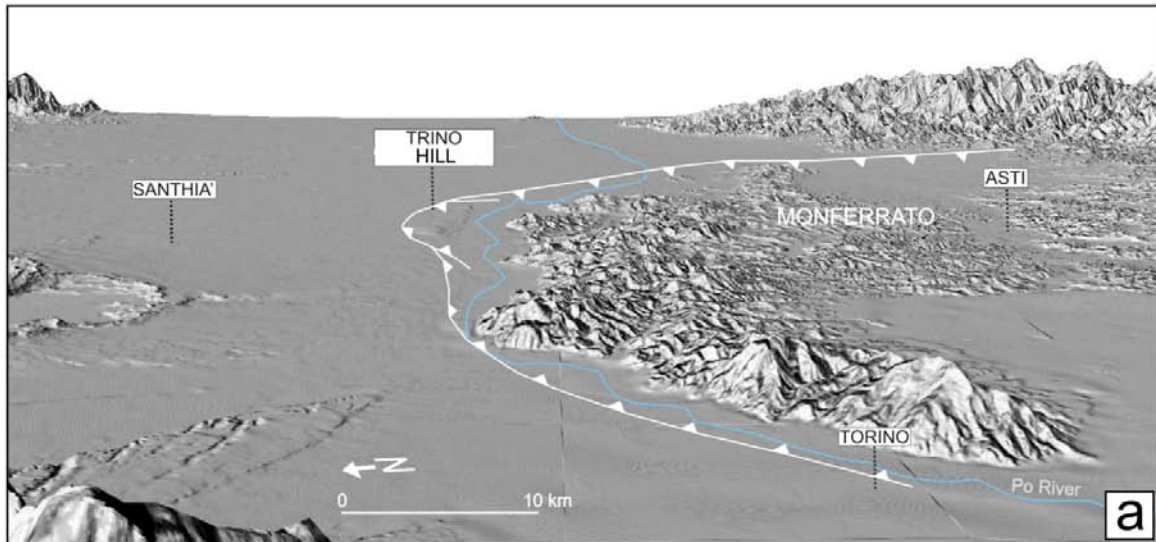 TRINO
HILL
SANTHIA'
ASTI
MONFERRATO
TORINO
N
0 10 km
Po River
a